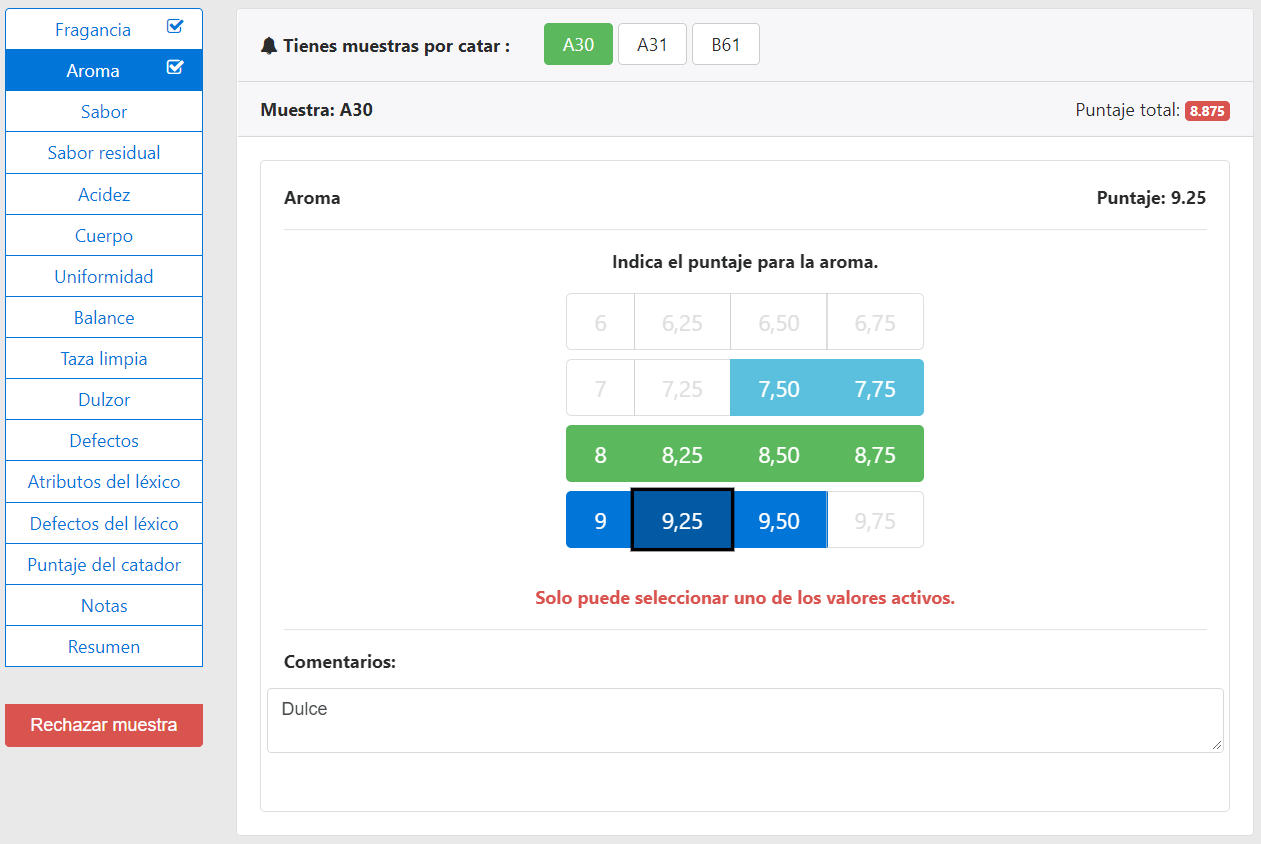 Fragancia
Aroma
Sabor
Sabor residual
Acidez
Cuerpo
Uniformidad
Balance
Taza limpia
Dulzor
Defectos
Atributos del léxico
Defectos del léxico
Puntaje del catador
Notas
Resumen
Rechazar muestra
Tienes muestras por catar : A30 A31 B61
Muestra: A30 Puntaje total: 8.875
Aroma Puntaje: 9.25
Indica el puntaje para la aroma.
6 6,25 6,50 6,75
7 7,25 7,50 7,75
8 8,25 8,50 8,75
9 9,25 9,50 9,75
Solo puede seleccionar uno de los valores activos.
Comentarios:
Dulce